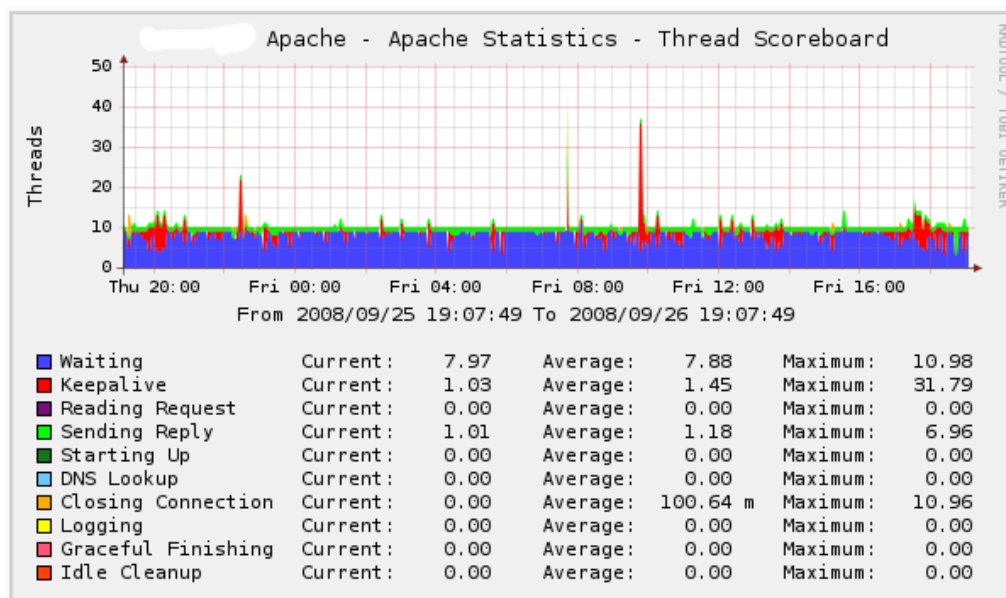 Apache - Apache Statistics - Thread Scoreboard
RRDTOOL / TOBI OETIKER
Threads
50
40
30
20
10
0
Thu 20:00 Fri 00:00 Fri 04:00 Fri 08:00 Fri 12:00 Fri 16:00
From 2008/09/25 19:07:49 To 2008/09/26 19:07:49
Waiting Current: 7.97 Average: 7.88 Maximum: 10.98
Keepalive Current: 1.03 Average: 1.45 Maximum: 31.79
Reading Request Current: 0.00 Average: 0.00 Maximum: 0.00
Sending Reply Current: 1.01 Average: 1.18 Maximum: 6.96
Starting Up Current: 0.00 Average: 0.00 Maximum: 0.00
DNS Lookup Current: 0.00 Average: 0.00 Maximum: 0.00
Closing Connection Current: 0.00 Average: 100.64 m Maximum: 10.96
Logging Current: 0.00 Average: 0.00 Maximum: 0.00
Graceful Finishing Current: 0.00 Average: 0.00 Maximum: 0.00
Idle Cleanup Current: 0.00 Average: 0.00 Maximum: 0.00